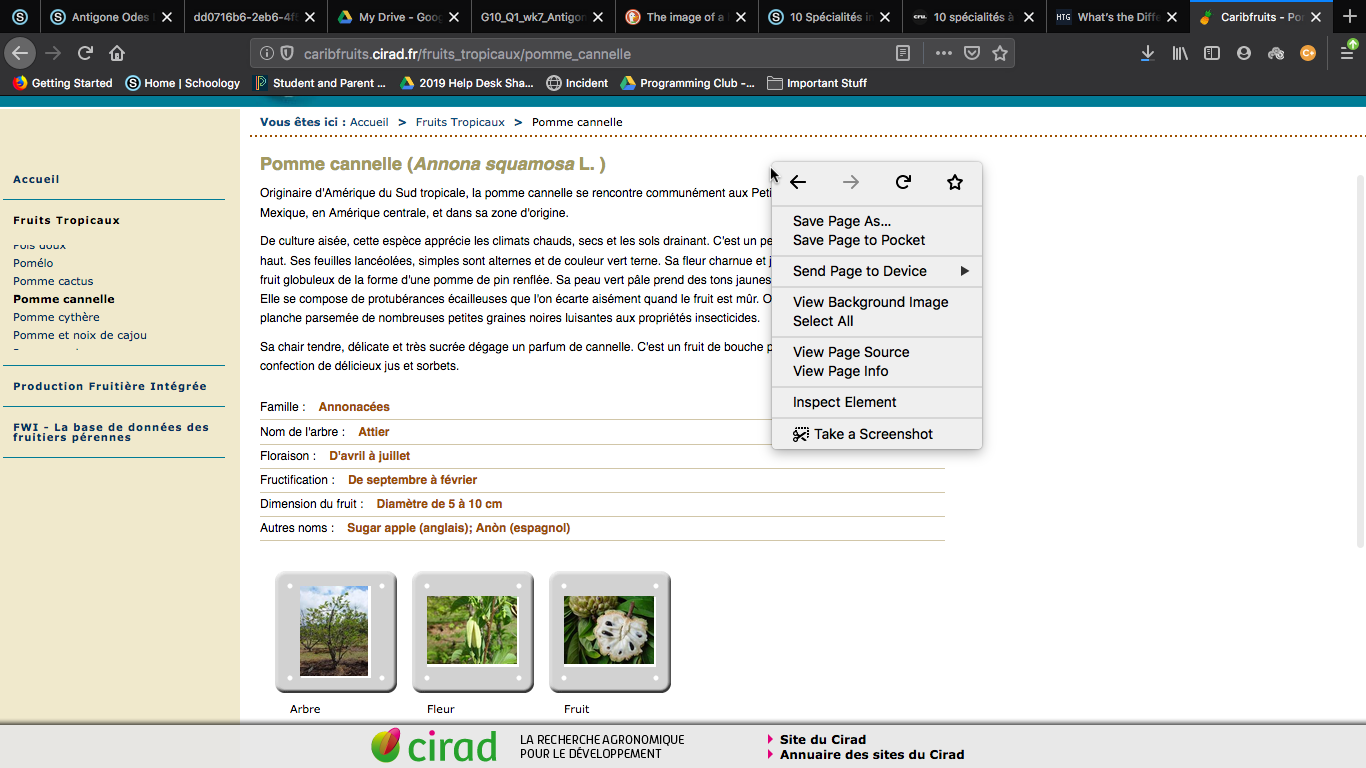 Antigone Odes
dd0716b6-2eb6-4f
My Drive - Goo
G10_Q1_wk7_Antigon
The image of a
10 Spécialités i
10 spécialités à
HTG What's the Diffe
Caribfruits - Po
caribfruits.cirad.fr/fruits_tropicaux/pomme_cannelle
Getting Started
Home | Schoology
Student and Parent ...
2019 Help Desk Sha...
Incident
Programming Club -...
Important Stuff
Vous êtes ici : Accueil > Fruits Tropicaux > Pomme cannelle
Accueil
Fruits Tropicaux
Pois doux
Pomélo
Pomme cactus
Pomme cannelle
Pomme cythère
Pomme et noix de cajou
Production Fruitière Intégrée
FWI - La base de données des
fruitiers pérennes
Pomme cannelle (Annona squamosa L. )
Originaire d'Amérique du Sud tropicale, la pomme cannelle se rencontre communément aux Peti
Mexique, en Amérique centrale, et dans sa zone d'origine.
De culture aisée, cette espèce apprécie les climats chauds, secs et les sols drainant. C'est un pe
haut. Ses feuilles lancéolées, simples sont alternes et de couleur vert terne. Sa fleur charnue et j
fruit globuleux de la forme d'une pomme de pin renflée. Sa peau vert pâle prend des tons jaunes
Elle se compose de protubérances écailleuses que l'on écarte aisément quand le fruit est mûr. O
planche parsemée de nombreuses petites graines noires luisantes aux propriétés insecticides.
Sa chair tendre, délicate et très sucrée dégage un parfum de cannelle. C'est un fruit de bouche p
confection de délicieux jus et sorbets.
Famille : Annonacées
Nom de l'arbre : Attier
Floraison : D'avril à juillet
Fructification : De septembre à février
Dimension du fruit : Diamètre de 5 à 10 cm
Autres noms : Sugar apple (anglais); Anòn (espagnol)
Save Page As...
Save Page to Pocket
Send Page to Device
View Background Image
Select All
View Page Source
View Page Info
Inspect Element
Take a Screenshot
Arbre
Fleur
Fruit
cirad
LA RECHERCHE AGRONOMIQUE
POUR LE DÉVELOPPEMENT
Site du Cirad
Annuaire des sites du Cirad